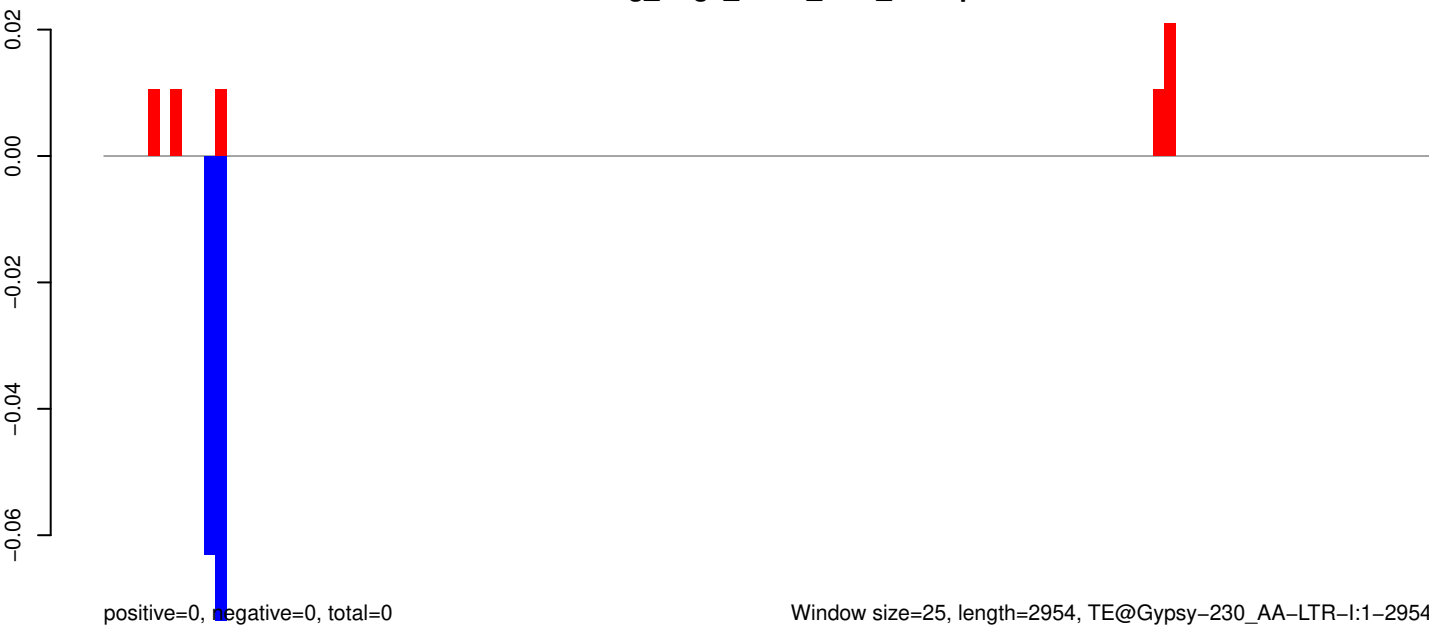 0.02
0.00
−0.02
−0.04
−0.06
positive=0, negative=0, total=0
Window size=25, length=2954, TE@Gypsy−230_AA−LTR−I:1−2954